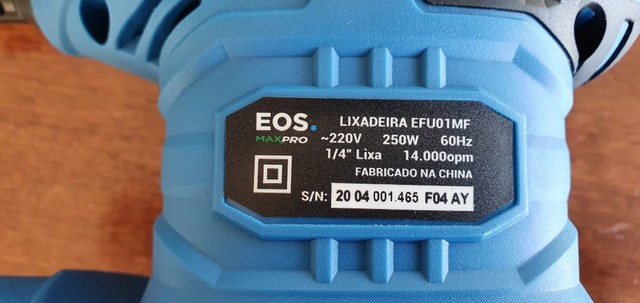 EOS. LIXADEIRA EFU01MF
MAXPRO ~220V 250W 60Hz
1/4" Lixa 14.000opm
FABRICADO NA CHINA
S/N: 20 04 001.465 F04 AY